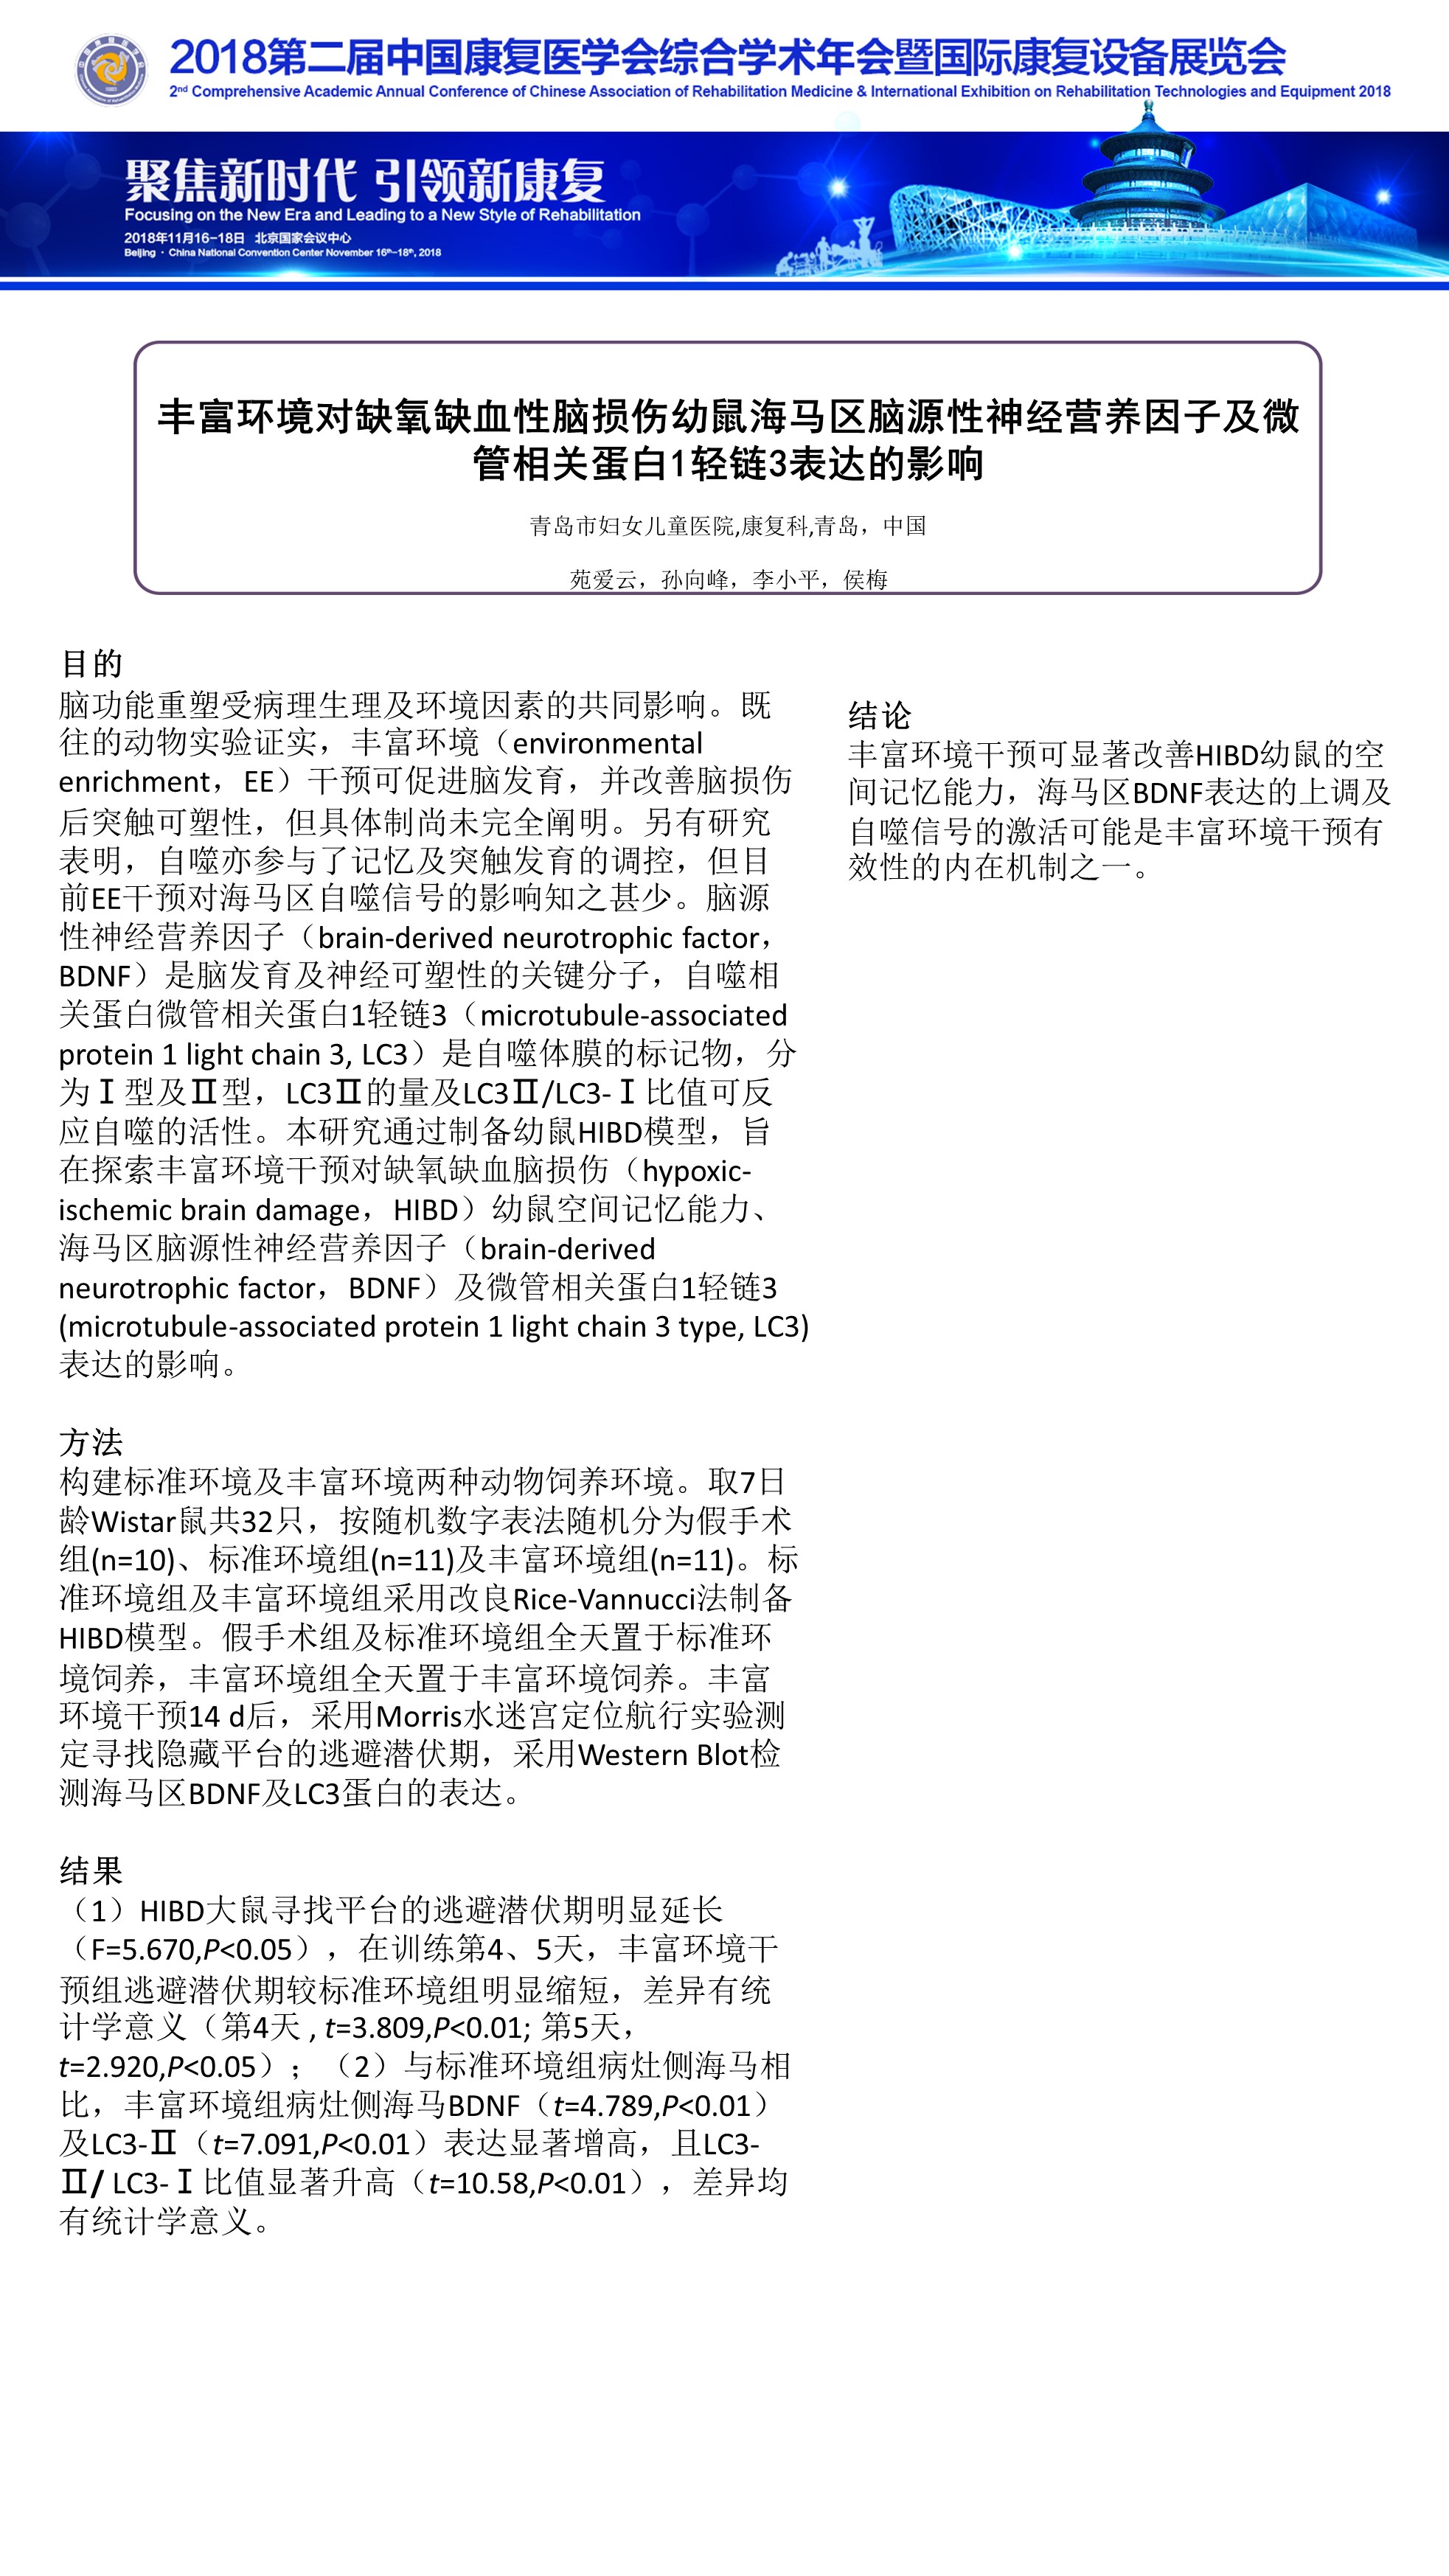 2018第二届中国康复医学会综合学术年会暨国际康复设备展览会
2nd Comprehensive Academic Annual Conference of Chinese Association of Rehabilitation Medicine & International Exhibition on Rehabilitation Technologies and Equipment 2018
聚焦新时代 引领新康复
Focusing on the New Era and Leading to a New Style of Rehabilitation
2018年11月16-18日 北京国家会议中心
Beijing · China National Convention Center November 16th-18th, 2018
丰富环境对缺氧缺血性脑损伤幼鼠海马区脑源性神经营养因子及微
管相关蛋白1轻链3表达的影响
青岛市妇女儿童医院,康复科,青岛，中国
苑爱云，孙向峰，李小平，侯梅
目的
脑功能重塑受病理生理及环境因素的共同影响。既
往的动物实验证实，丰富环境（environmental
enrichment，EE）干预可促进脑发育，并改善脑损伤
后突触可塑性，但具体制尚未完全阐明。另有研究
表明，自噬亦参与了记忆及突触发育的调控，但目
前EE干预对海马区自噬信号的影响知之甚少。脑源
性神经营养因子（brain-derived neurotrophic factor，
BDNF）是脑发育及神经可塑性的关键分子，自噬相
关蛋白微管相关蛋白1轻链3（microtubule-associated
protein 1 light chain 3, LC3）是自噬体膜的标记物，分
为Ⅰ型及Ⅱ型，LC3Ⅱ的量及LC3Ⅱ/LC3-Ⅰ比值可反
应自噬的活性。本研究通过制备幼鼠HIBD模型，旨
在探索丰富环境干预对缺氧缺血脑损伤（hypoxic-
ischemic brain damage，HIBD）幼鼠空间记忆能力、
海马区脑源性神经营养因子（brain-derived
neurotrophic factor，BDNF）及微管相关蛋白1轻链3
(microtubule-associated protein 1 light chain 3 type, LC3)
表达的影响。
方法
构建标准环境及丰富环境两种动物饲养环境。取7日
龄Wistar鼠共32只，按随机数字表法随机分为假手术
组(n=10)、标准环境组(n=11)及丰富环境组(n=11)。标
准环境组及丰富环境组采用改良Rice-Vannucci法制备
HIBD模型。假手术组及标准环境组全天置于标准环
境饲养，丰富环境组全天置于丰富环境饲养。丰富
环境干预14 d后，采用Morris水迷宫定位航行实验测
定寻找隐藏平台的逃避潜伏期，采用Western Blot检
测海马区BDNF及LC3蛋白的表达。
结果
（1）HIBD大鼠寻找平台的逃避潜伏期明显延长
（F=5.670,P<0.05），在训练第4、5天，丰富环境干
预组逃避潜伏期较标准环境组明显缩短，差异有统
计学意义（第4天 , t=3.809,P<0.01; 第5天，
t=2.920,P<0.05）；（2）与标准环境组病灶侧海马相
比，丰富环境组病灶侧海马BDNF（t=4.789,P<0.01）
及LC3-Ⅱ（t=7.091,P<0.01）表达显著增高，且LC3-
Ⅱ/ LC3-Ⅰ比值显著升高（t=10.58,P<0.01），差异均
有统计学意义。
结论
丰富环境干预可显著改善HIBD幼鼠的空
间记忆能力，海马区BDNF表达的上调及
自噬信号的激活可能是丰富环境干预有
效性的内在机制之一。